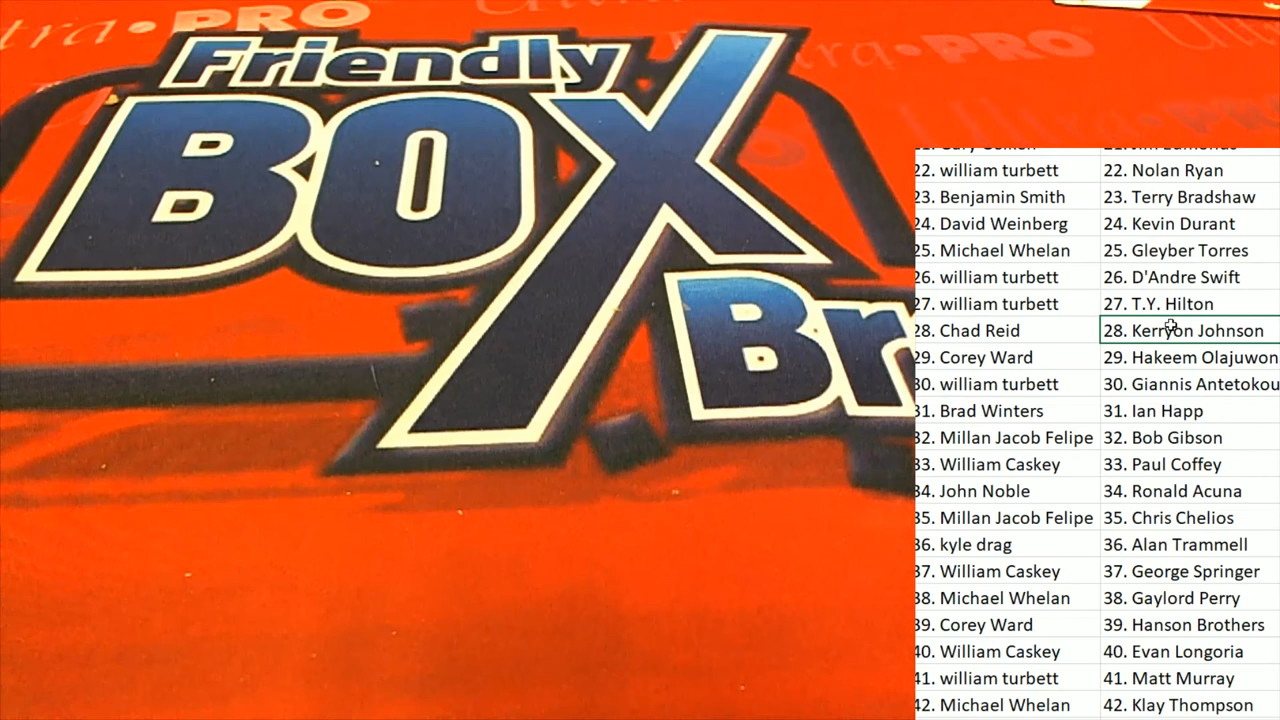 ltra•PRO
Friendly
BOX
Br
22. william turbett 22. Nolan Ryan
23. Benjamin Smith 23. Terry Bradshaw
24. David Weinberg 24. Kevin Durant
25. Michael Whelan 25. Gleyber Torres
26. william turbett 26. D'Andre Swift
27. william turbett 27. T.Y. Hilton
28. Chad Reid 28. Kerryon Johnson
29. Corey Ward 29. Hakeem Olajuwon
30. william turbett 30. Giannis Antetokou
31. Brad Winters 31. Ian Happ
32. Millan Jacob Felipe 32. Bob Gibson
33. William Caskey 33. Paul Coffey
34. John Noble 34. Ronald Acuna
35. Millan Jacob Felipe 35. Chris Chelios
36. kyle drag 36. Alan Trammell
37. William Caskey 37. George Springer
38. Michael Whelan 38. Gaylord Perry
39. Corey Ward 39. Hanson Brothers
40. William Caskey 40. Evan Longoria
41. william turbett 41. Matt Murray
42. Michael Whelan 42. Klay Thompson